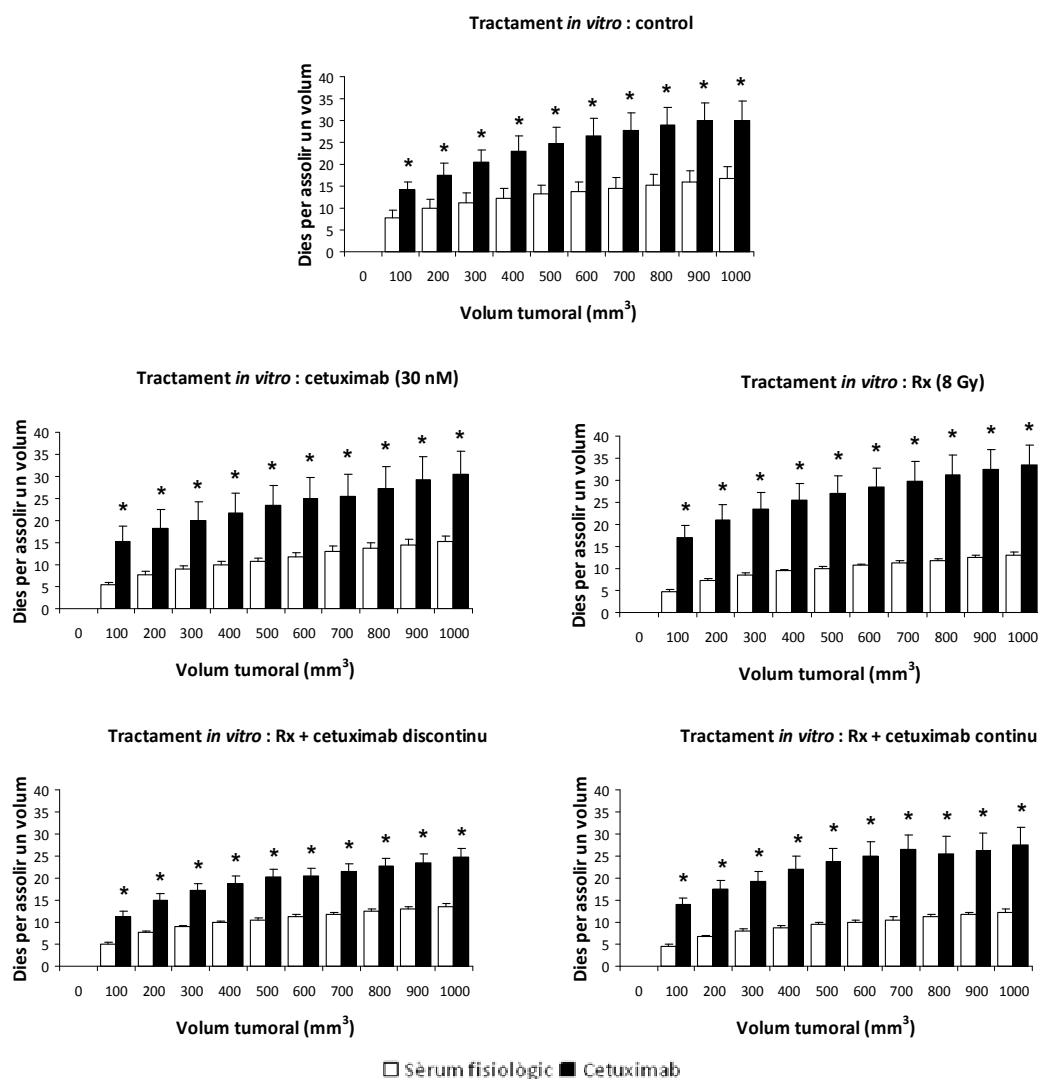 Tractament in vitro : control
Dies per assolir un volum
40
35
30
25
20
15
10
5
0
* * * * * * * * * *
0 100 200 300 400 500 600 700 800 900 1000
Volum tumoral (mm³)
Tractament in vitro : cetuximab (30 nM)
Dies per assolir un volum
40
35
30
25
20
15
10
5
0
* * * * * * * * * *
0 100 200 300 400 500 600 700 800 900 1000
Volum tumoral (mm³)
Tractament in vitro : Rx (8 Gy)
Dies per assolir un volum
40
35
30
25
20
15
10
5
0
* * * * * * * * * *
0 100 200 300 400 500 600 700 800 900 1000
Volum tumoral (mm³)
Tractament in vitro : Rx + cetuximab discontinu
Dies per assolir un volum
40
35
30
25
20
15
10
5
0
* * * * * * * * * *
0 100 200 300 400 500 600 700 800 900 1000
Volum tumoral (mm³)
Tractament in vitro : Rx + cetuximab continu
Dies per assolir un volum
40
35
30
25
20
15
10
5
0
* * * * * * * * * *
0 100 200 300 400 500 600 700 800 900 1000
Volum tumoral (mm³)
Sèrum fisiològic Cetuximab